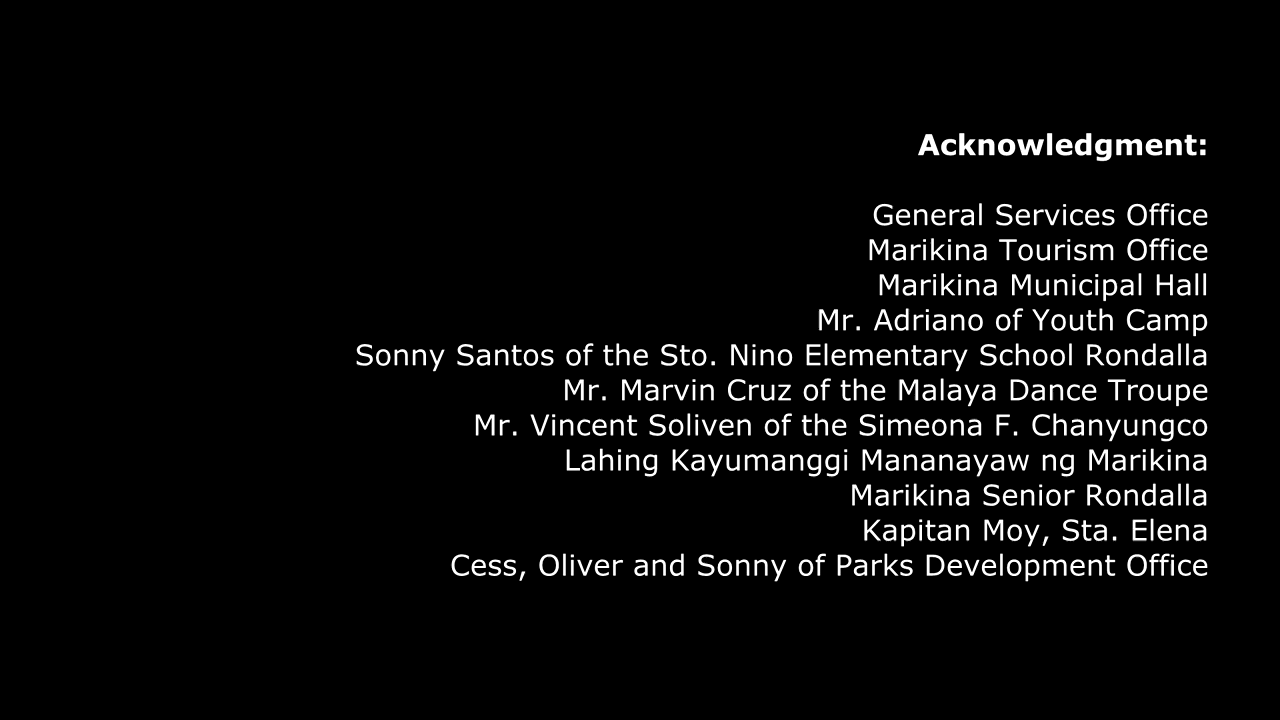 Acknowledgment:
General Services Office
Marikina Tourism Office
Marikina Municipal Hall
Mr. Adriano of Youth Camp
Sonny Santos of the Sto. Nino Elementary School Rondalla
Mr. Marvin Cruz of the Malaya Dance Troupe
Mr. Vincent Soliven of the Simeona F. Chanyungco
Lahing Kayumanggi Mananayaw ng Marikina
Marikina Senior Rondalla
Kapitan Moy, Sta. Elena
Cess, Oliver and Sonny of Parks Development Office